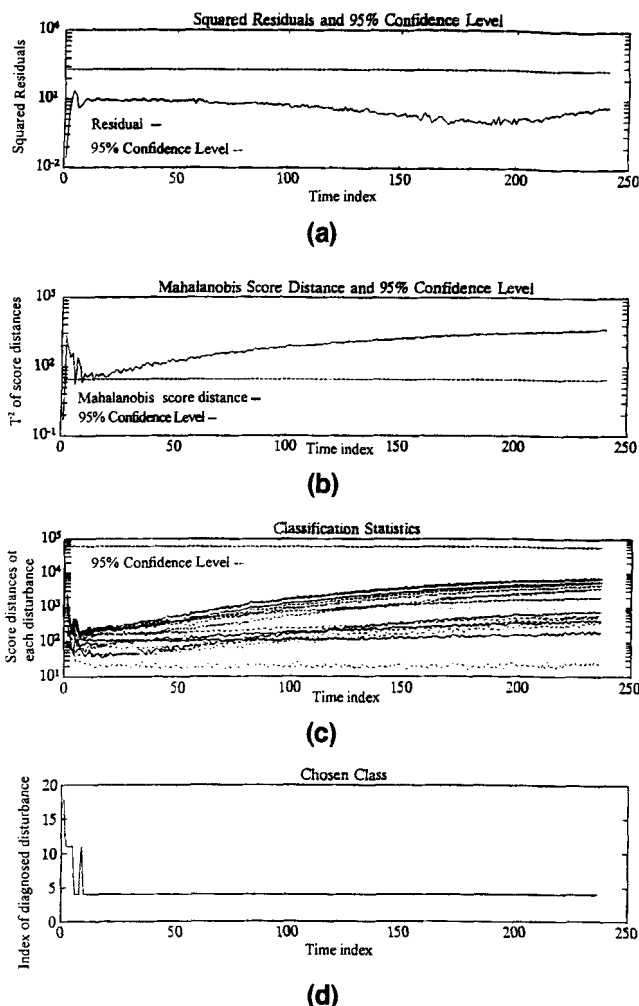 Squared Residuals and 95% Confidence Level
10⁴
10¹
10⁻²
Squared Residuals
Residual –
95% Confidence Level --
0 50 100 150 200 250
Time index
(a)
Mahalanobis Score Distance and 95% Confidence Level
10⁵
10²
10⁻¹
T² of score distances
Mahalanobis score distance –
95% Confidence Level –
0 50 100 150 200 250
Time index
(b)
Classification Statistics
10⁵
10⁴
10³
10²
10¹
Score distances of
each disturbance
95% Confidence Level --
0 50 100 150 200 250
Time index
(c)
Chosen Class
20
15
10
5
0
Index of diagnosed disturbance
0 50 100 150 200 250
Time index
(d)